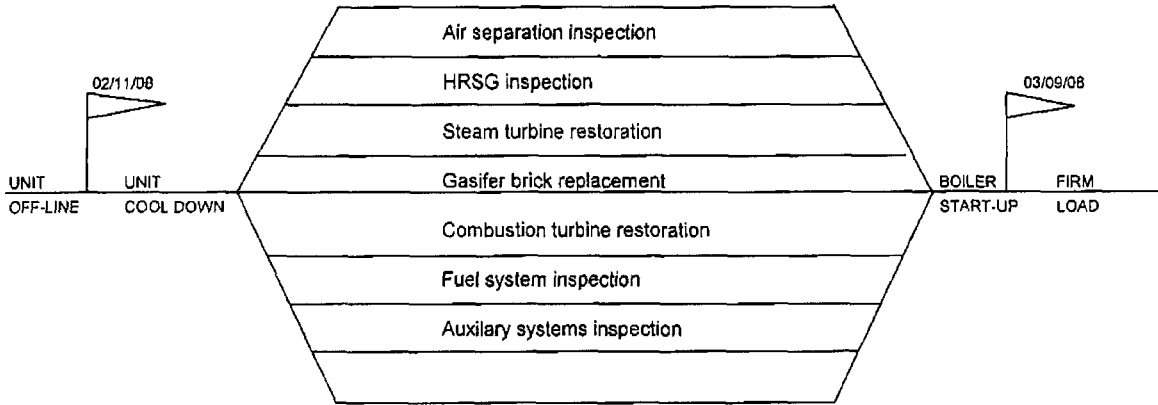 Air separation inspection
HRSG inspection
02/11/08
03/09/08
Steam turbine restoration
UNIT
UNIT
Gasifer brick replacement
BOILER
FIRM
OFF-LINE
COOL DOWN
START-UP
LOAD
Combustion turbine restoration
Fuel system inspection
Auxilary systems inspection